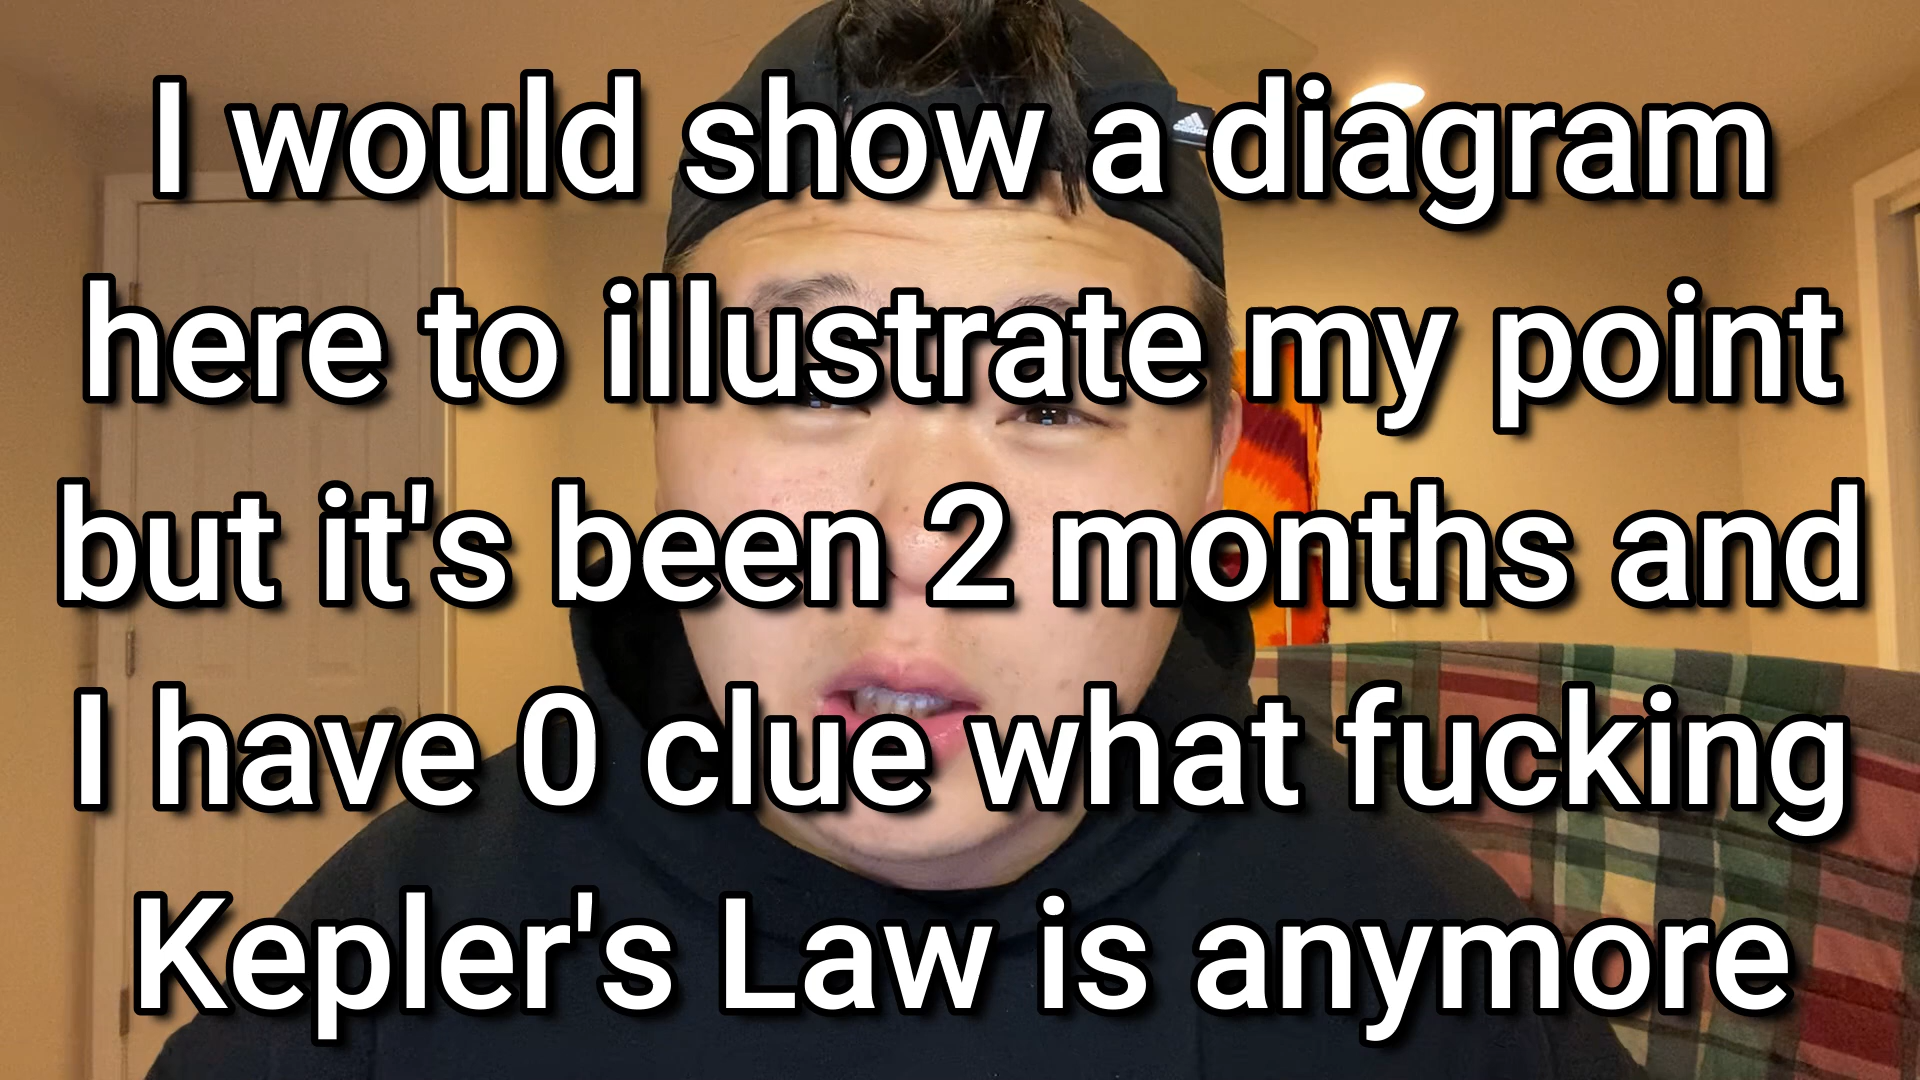 I would show a diagram
here to illustrate my point
but it's been 2 months and
I have 0 clue what fucking
Kepler's Law is anymore
adidas